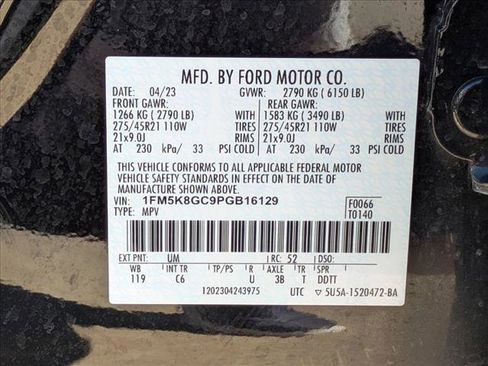 MFD. BY FORD MOTOR CO.
DATE: 04/23 GVWR: 2790 KG ( 6150 LB)
FRONT GAWR: REAR GAWR:
1266 KG ( 2790 LB) WITH 1583 KG ( 3490 LB) WITH
275/45R21 110W TIRES 275/45R21 110W TIRES
21x9.0J RIMS 21x9.0J RIMS
AT 230 kPa/ 33 PSI COLD AT 230 kPa/ 33 PSI COLD
THIS VEHICLE CONFORMS TO ALL APPLICABLE FEDERAL MOTOR
VEHICLE SAFETY STANDARDS IN EFFECT ON THE DATE OF
MANUFACTURE SHOWN ABOVE.
VIN: 1FM5K8GC9PGB16129 F0066
TYPE: MPV T0140
EXT PNT: UM RC: 52 DSO:
WB INT TR TP/PS R AXLE TR SPR
119 C6 U 3B T DDTT
1202304243975 UTC 5U5A-1520472-BA